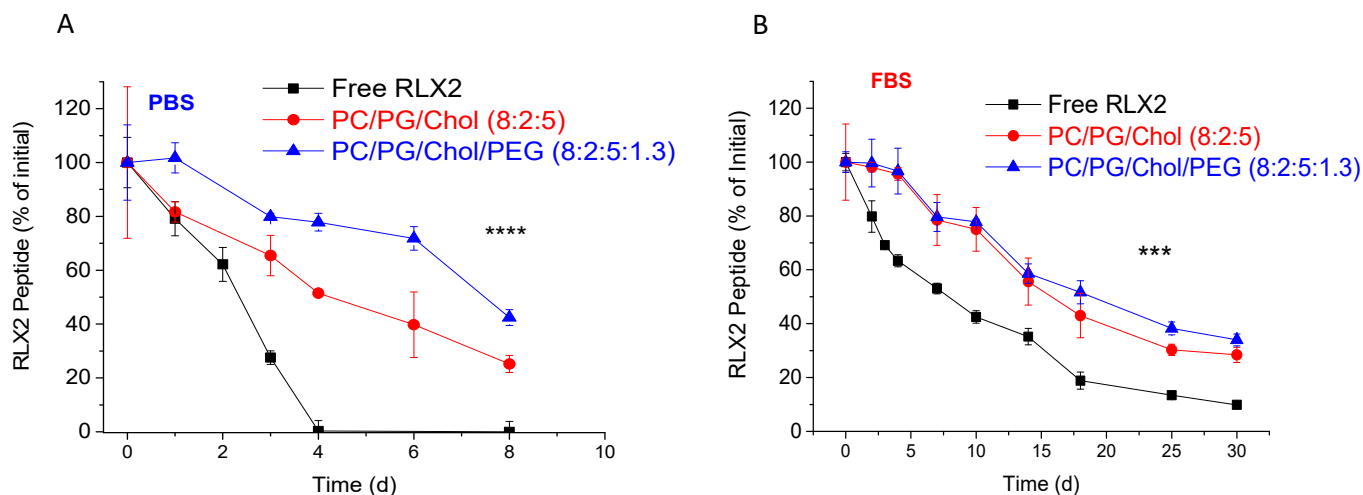 A
PBS
Free RLX2
PC/PG/Chol (8:2:5)
PC/PG/Chol/PEG (8:2:5:1.3)
****
RLX2 Peptide (% of Initial)
120
100
80
60
40
20
0
0 2 4 6 8 10
Time (d)
B
FBS
Free RLX2
PC/PG/Chol (8:2:5)
PC/PG/Chol/PEG (8:2:5:1.3)
***
RLX2 Peptide (% of Initial)
120
100
80
60
40
20
0
0 5 10 15 20 25 30
Time (d)